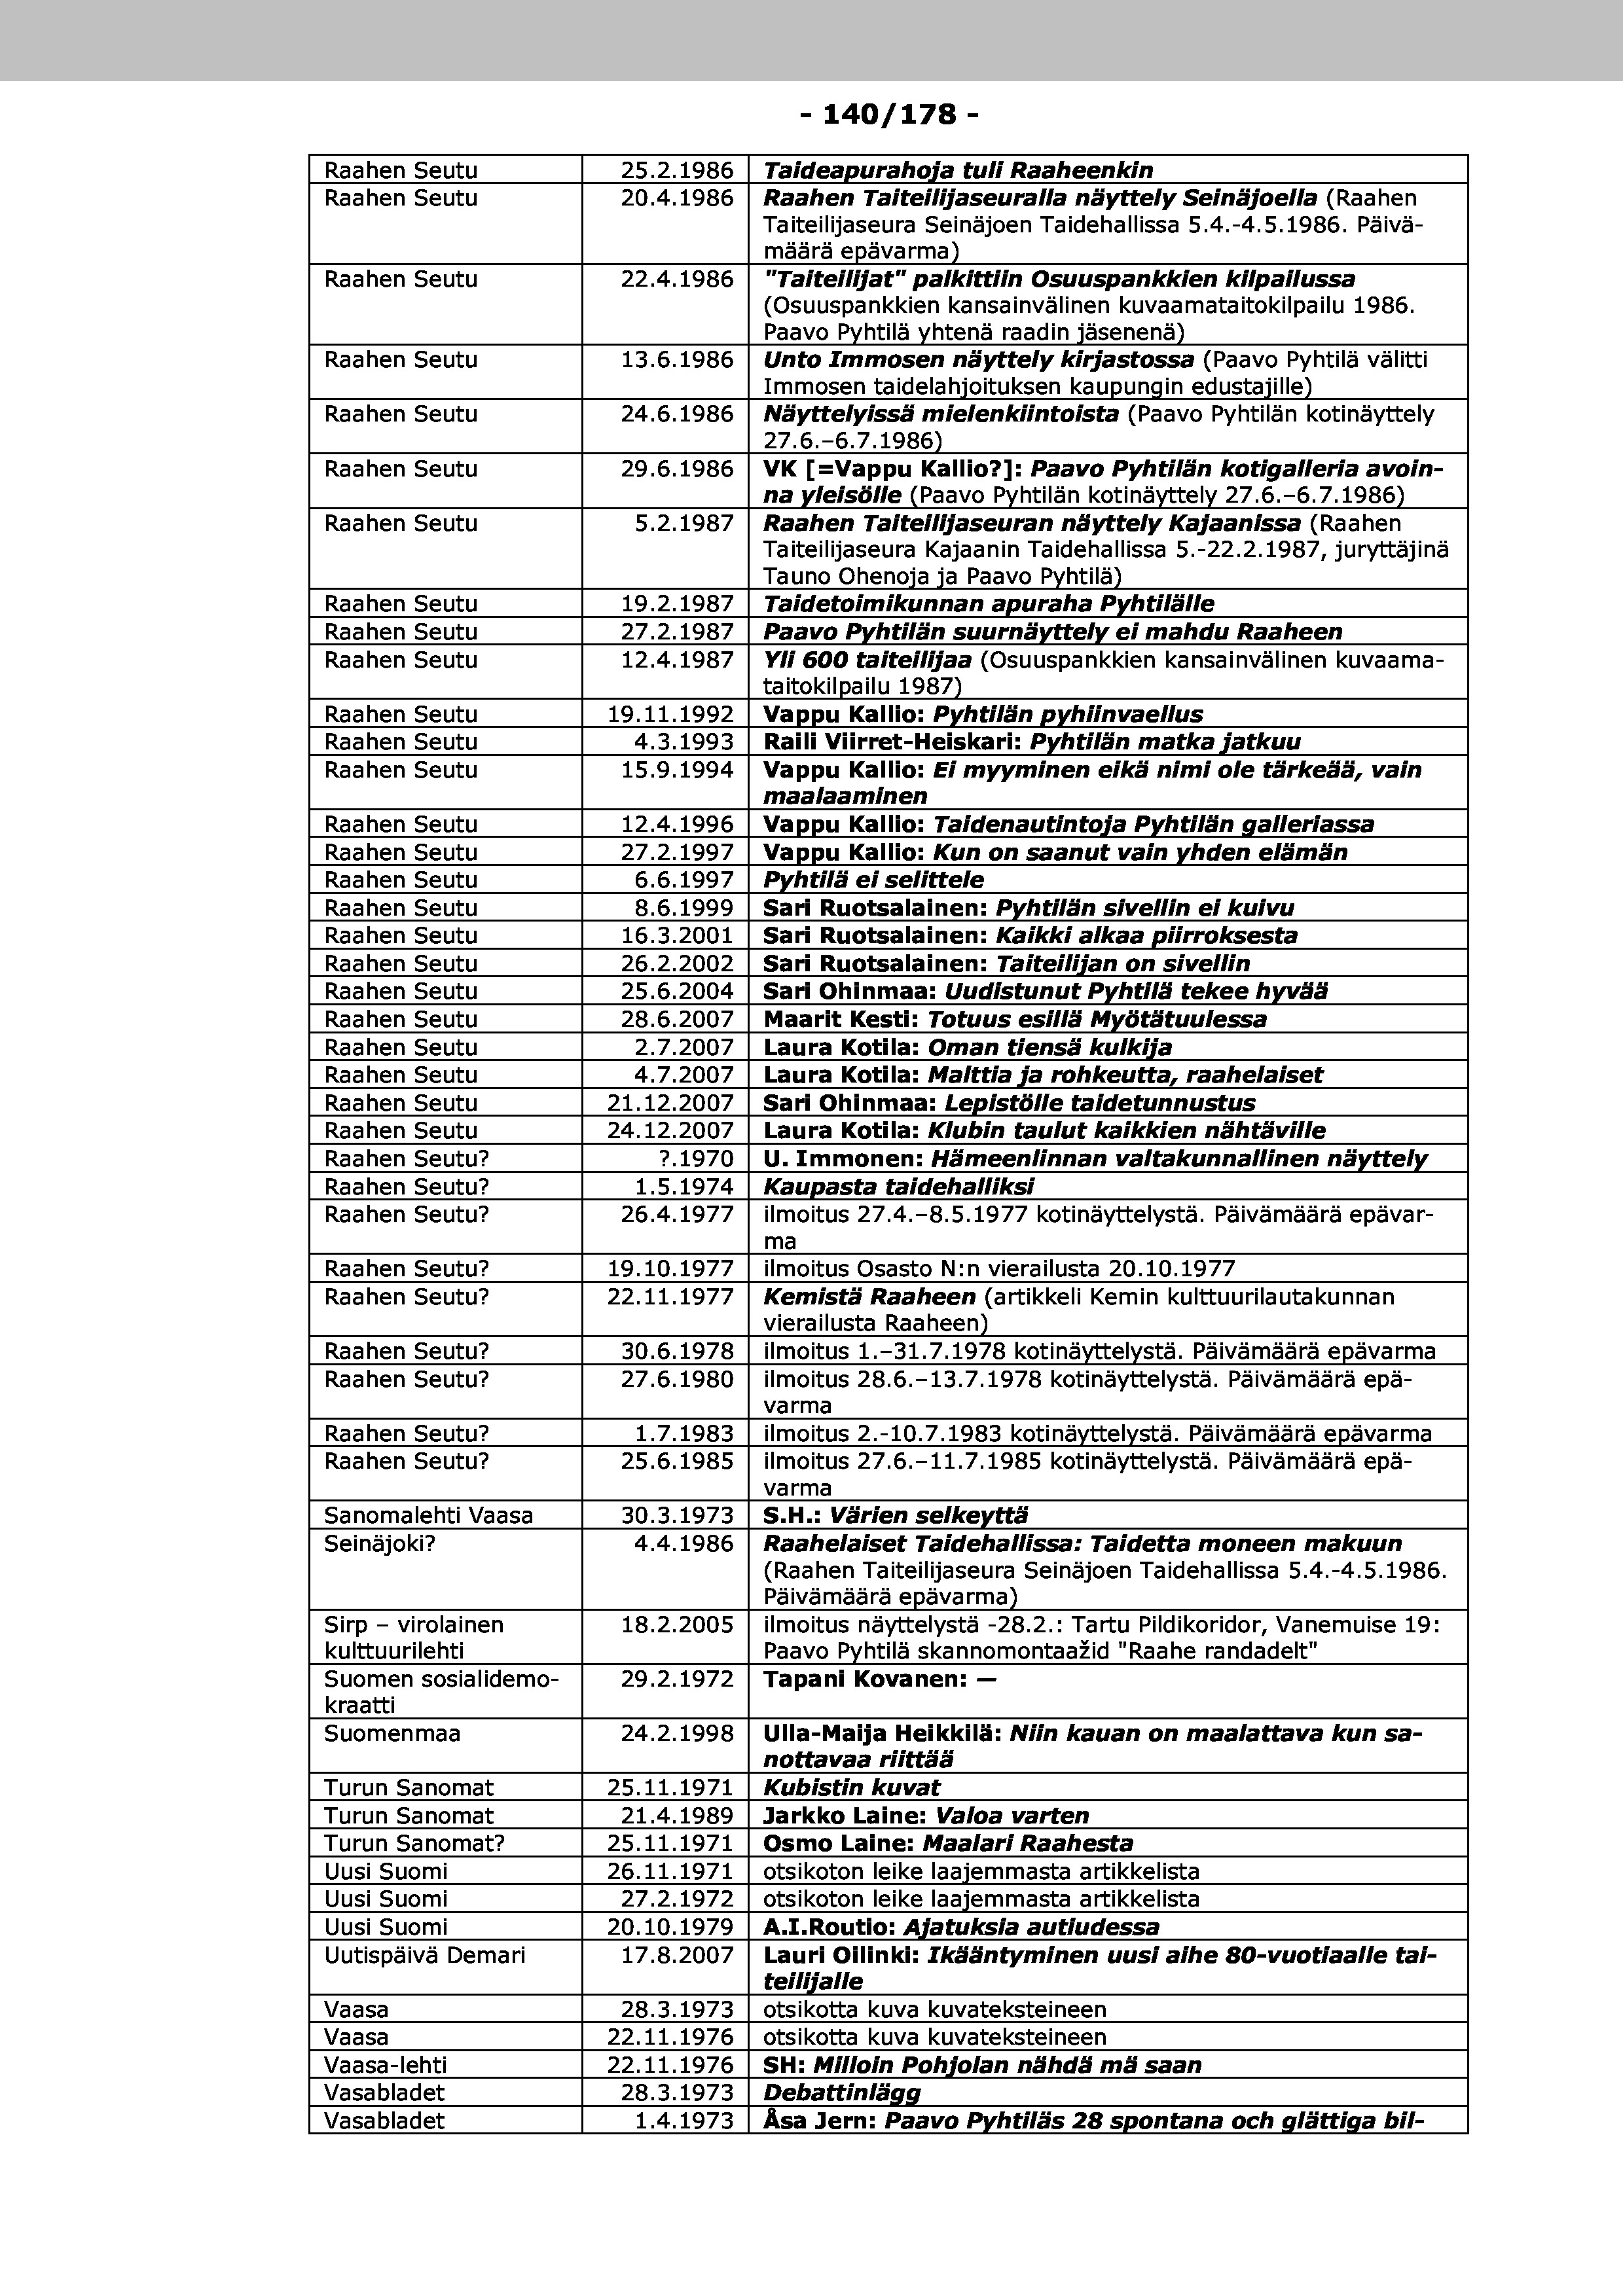 - 140/178 -
Raahen Seutu 25.2.1986 Taideapurahoja tuli Raaheenkin
Raahen Seutu 20.4.1986 Raahen Taiteilijaseuralla näyttely Seinäjoella (Raahen
Taiteilijaseura Seinäjoen Taidehallissa 5.4.-4.5.1986. Päivä-
määrä epävarma)
Raahen Seutu 22.4.1986 "Taiteilijat" palkittiin Osuuspankkien kilpailussa
(Osuuspankkien kansainvälinen kuvaamataitokilpailu 1986.
Paavo Pyhtilä yhtenä raadin jäsenenä)
Raahen Seutu 13.6.1986 Unto Immosen näyttely kirjastossa (Paavo Pyhtilä välitti
Immosen taidelahjoituksen kaupungin edustajille)
Raahen Seutu 24.6.1986 Näyttelyissä mielenkiintoista (Paavo Pyhtilän kotinäyttely
27.6.–6.7.1986)
Raahen Seutu 29.6.1986 VK [=Vappu Kallio?]: Paavo Pyhtilän kotigalleria avoin-
na yleisölle (Paavo Pyhtilän kotinäyttely 27.6.–6.7.1986)
Raahen Seutu 5.2.1987 Raahen Taiteilijaseuran näyttely Kajaanissa (Raahen
Taiteilijaseura Kajaanin Taidehallissa 5.-22.2.1987, juryttäjinä
Tauno Ohenoja ja Paavo Pyhtilä)
Raahen Seutu 19.2.1987 Taidetoimikunnan apuraha Pyhtilälle
Raahen Seutu 27.2.1987 Paavo Pyhtilän suurnäyttely ei mahdu Raaheen
Raahen Seutu 12.4.1987 Yli 600 taiteilijaa (Osuuspankkien kansainvälinen kuvaama-
taitokilpailu 1987)
Raahen Seutu 19.11.1992 Vappu Kallio: Pyhtilän pyhiinvaellus
Raahen Seutu 4.3.1993 Raili Viirret-Heiskari: Pyhtilän matka jatkuu
Raahen Seutu 15.9.1994 Vappu Kallio: Ei myyminen eikä nimi ole tärkeää, vain
maalaaminen
Raahen Seutu 12.4.1996 Vappu Kallio: Taidenautintoja Pyhtilän galleriassa
Raahen Seutu 27.2.1997 Vappu Kallio: Kun on saanut vain yhden elämän
Raahen Seutu 6.6.1997 Pyhtilä ei selittele
Raahen Seutu 8.6.1999 Sari Ruotsalainen: Pyhtilän sivellin ei kuivu
Raahen Seutu 16.3.2001 Sari Ruotsalainen: Kaikki alkaa piirroksesta
Raahen Seutu 26.2.2002 Sari Ruotsalainen: Taiteilijan on sivellin
Raahen Seutu 25.6.2004 Sari Ohinmaa: Uudistunut Pyhtilä tekee hyvää
Raahen Seutu 28.6.2007 Maarit Kesti: Totuus esillä Myötätuulessa
Raahen Seutu 2.7.2007 Laura Kotila: Oman tiensä kulkija
Raahen Seutu 4.7.2007 Laura Kotila: Malttia ja rohkeutta, raahelaiset
Raahen Seutu 21.12.2007 Sari Ohinmaa: Lepistölle taidetunnustus
Raahen Seutu 24.12.2007 Laura Kotila: Klubin taulut kaikkien nähtäville
Raahen Seutu? ?.1970 U. Immonen: Hämeenlinnan valtakunnallinen näyttely
Raahen Seutu? 1.5.1974 Kaupasta taidehalliksi
Raahen Seutu? 26.4.1977 ilmoitus 27.4.–8.5.1977 kotinäyttelystä. Päivämäärä epävar-
ma
Raahen Seutu? 19.10.1977 ilmoitus Osasto N:n vierailusta 20.10.1977
Raahen Seutu? 22.11.1977 Kemistä Raaheen (artikkeli Kemin kulttuurilautakunnan
vierailusta Raaheen)
Raahen Seutu? 30.6.1978 ilmoitus 1.–31.7.1978 kotinäyttelystä. Päivämäärä epävarma
Raahen Seutu? 27.6.1980 ilmoitus 28.6.–13.7.1978 kotinäyttelystä. Päivämäärä epä-
varma
Raahen Seutu? 1.7.1983 ilmoitus 2.-10.7.1983 kotinäyttelystä. Päivämäärä epävarma
Raahen Seutu? 25.6.1985 ilmoitus 27.6.–11.7.1985 kotinäyttelystä. Päivämäärä epä-
varma
Sanomalehti Vaasa 30.3.1973 S.H.: Värien selkeyttä
Seinäjoki? 4.4.1986 Raahelaiset Taidehallissa: Taidetta moneen makuun
(Raahen Taiteilijaseura Seinäjoen Taidehallissa 5.4.-4.5.1986.
Päivämäärä epävarma)
Sirp – virolainen 18.2.2005 ilmoitus näyttelystä -28.2.: Tartu Pildikoridor, Vanemuise 19:
kulttuurilehti Paavo Pyhtilä skannomontaažid "Raahe randadelt"
Suomen sosialidemo- 29.2.1972 Tapani Kovanen: —
kraatti
Suomenmaa 24.2.1998 Ulla-Maija Heikkilä: Niin kauan on maalattava kun sa-
nottavaa riittää
Turun Sanomat 25.11.1971 Kubistin kuvat
Turun Sanomat 21.4.1989 Jarkko Laine: Valoa varten
Turun Sanomat? 25.11.1971 Osmo Laine: Maalari Raahesta
Uusi Suomi 26.11.1971 otsikoton leike laajemmasta artikkelista
Uusi Suomi 27.2.1972 otsikoton leike laajemmasta artikkelista
Uusi Suomi 20.10.1979 A.I.Routio: Ajatuksia autiudessa
Uutispäivä Demari 17.8.2007 Lauri Oilinki: Ikääntyminen uusi aihe 80-vuotiaalle tai-
teilijalle
Vaasa 28.3.1973 otsikotta kuva kuvateksteineen
Vaasa 22.11.1976 otsikotta kuva kuvateksteineen
Vaasa-lehti 22.11.1976 SH: Milloin Pohjolan nähdä mä saan
Vasabladet 28.3.1973 Debattinlägg
Vasabladet 1.4.1973 Åsa Jern: Paavo Pyhtiläs 28 spontana och glättiga bil-